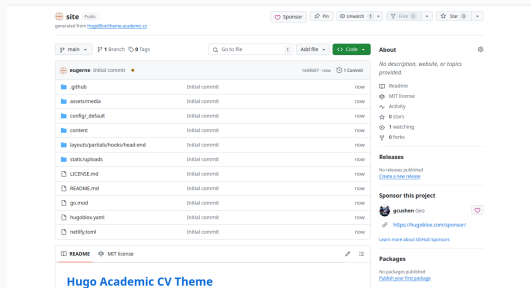 site Public
generated from HugoBlox/theme-academic-cv
Sponsor Pin Unwatch 1 Fork 0 Star 0
main 1 Branch 0 Tags Go to file t Add file Code
eugerne Initial commit now 1 Commit
.github Initial commit now
assets/media Initial commit now
config/_default Initial commit now
content Initial commit now
layouts/partials/hooks/head-end Initial commit now
static/uploads Initial commit now
LICENSE.md Initial commit now
README.md Initial commit now
go.mod Initial commit now
hugoblox.yaml Initial commit now
netlify.toml Initial commit now
README MIT license
Hugo Academic CV Theme
About
No description, website, or topics
provided.
Readme
MIT license
Activity
0 stars
1 watching
0 forks
Releases
No releases published
Create a new release
Sponsor this project
gcushen Geo
https://hugoblox.com/sponsor/
Learn more about GitHub Sponsors
Packages
No packages published
Publish your first package